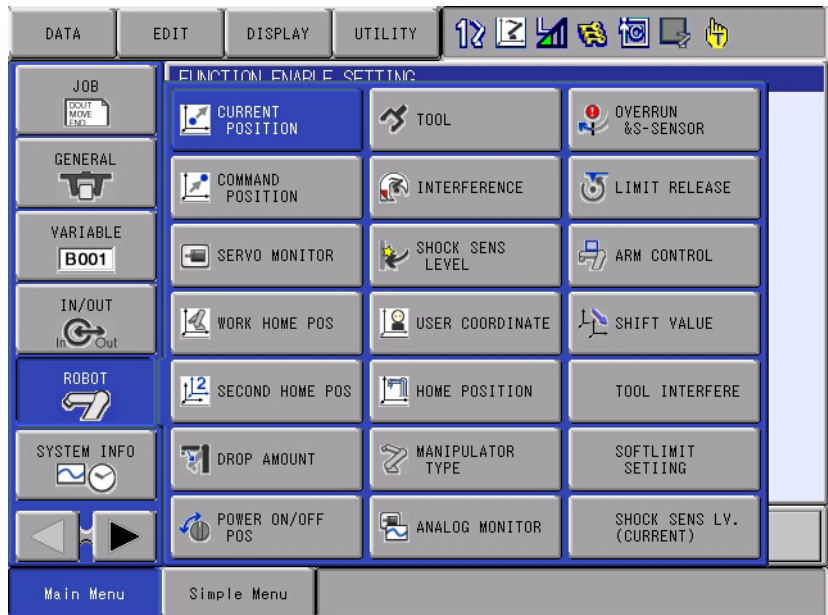 DATA
EDIT
DISPLAY
UTILITY
FUNCTION ENABLE SETTING
JOB
DOUT
MOVE
END
GENERAL
VARIABLE
B001
IN/OUT
In Out
ROBOT
SYSTEM INFO
CURRENT
POSITION
TOOL
OVERRUN
&S-SENSOR
COMMAND
POSITION
INTERFERENCE
LIMIT RELEASE
SERVO MONITOR
SHOCK SENS
LEVEL
ARM CONTROL
WORK HOME POS
USER COORDINATE
SHIFT VALUE
2
SECOND HOME POS
HOME POSITION
TOOL INTERFERE
DROP AMOUNT
MANIPULATOR
TYPE
SOFTLIMIT
SETIING
POWER ON/OFF
POS
ANALOG MONITOR
SHOCK SENS LV.
(CURRENT)
Main Menu
Simple Menu